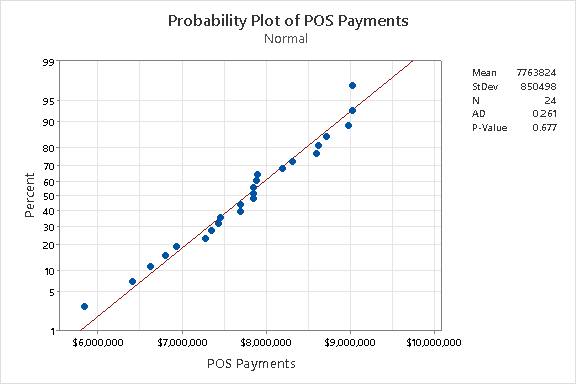 Probability Plot of POS Payments
Normal
Mean 7763824
StDev 850498
N 24
AD 0.261
P-Value 0.677
99
95
90
80
70
60
50
40
30
20
10
5
1
Percent
$6,000,000 $7,000,000 $8,000,000 $9,000,000 $10,000,000
POS Payments